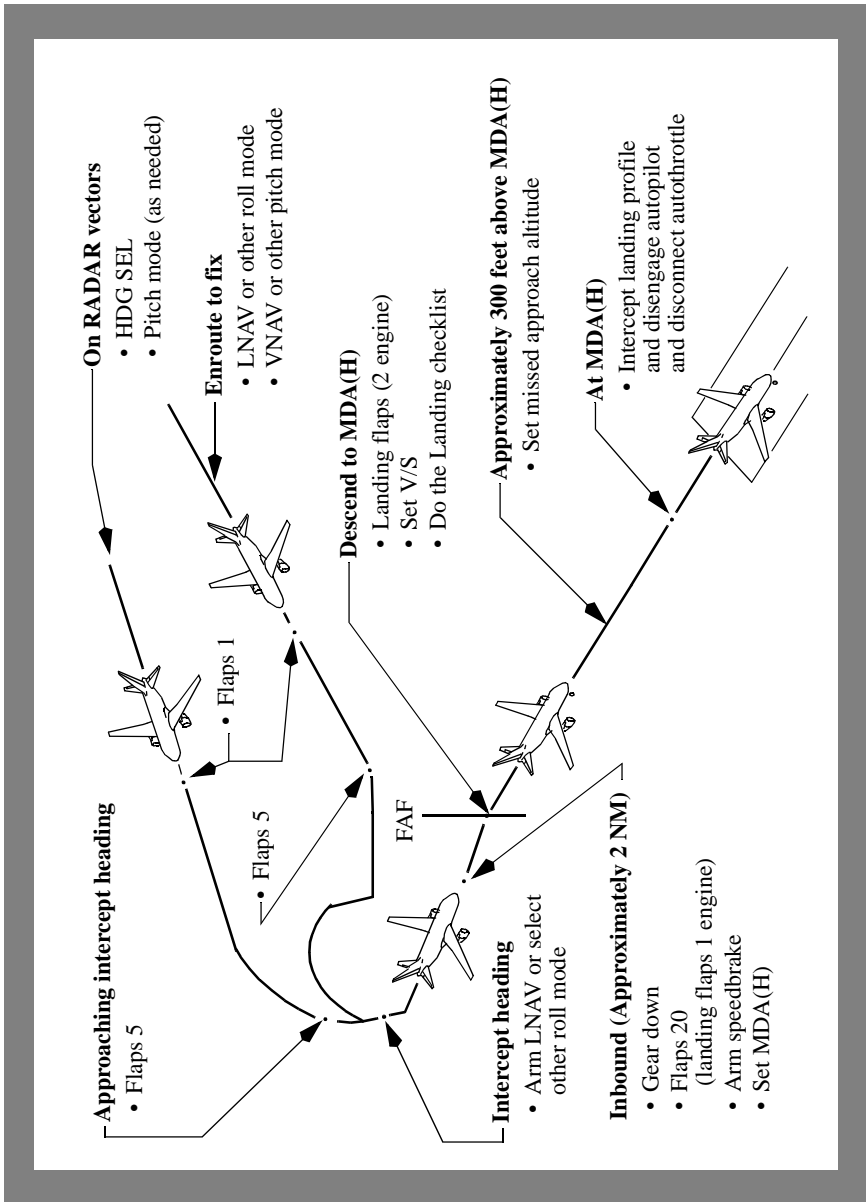 On RADAR vectors
• HDG SEL
• Pitch mode (as needed)
Enroute to fix
• LNAV or other roll mode
• VNAV or other pitch mode
• Flaps 1
Approaching intercept heading
• Flaps 5
• Flaps 5
FAF
Descend to MDA(H)
• Landing flaps (2 engine)
• Set V/S
• Do the Landing checklist
Intercept heading
• Arm LNAV or select
other roll mode
Approximately 300 feet above MDA(H)
• Set missed approach altitude
Inbound (Approximately 2 NM)
• Gear down
• Flaps 20
(landing flaps 1 engine)
• Arm speedbrake
• Set MDA(H)
At MDA(H)
• Intercept landing profile
and disengage autopilot
and disconnect autothrottle